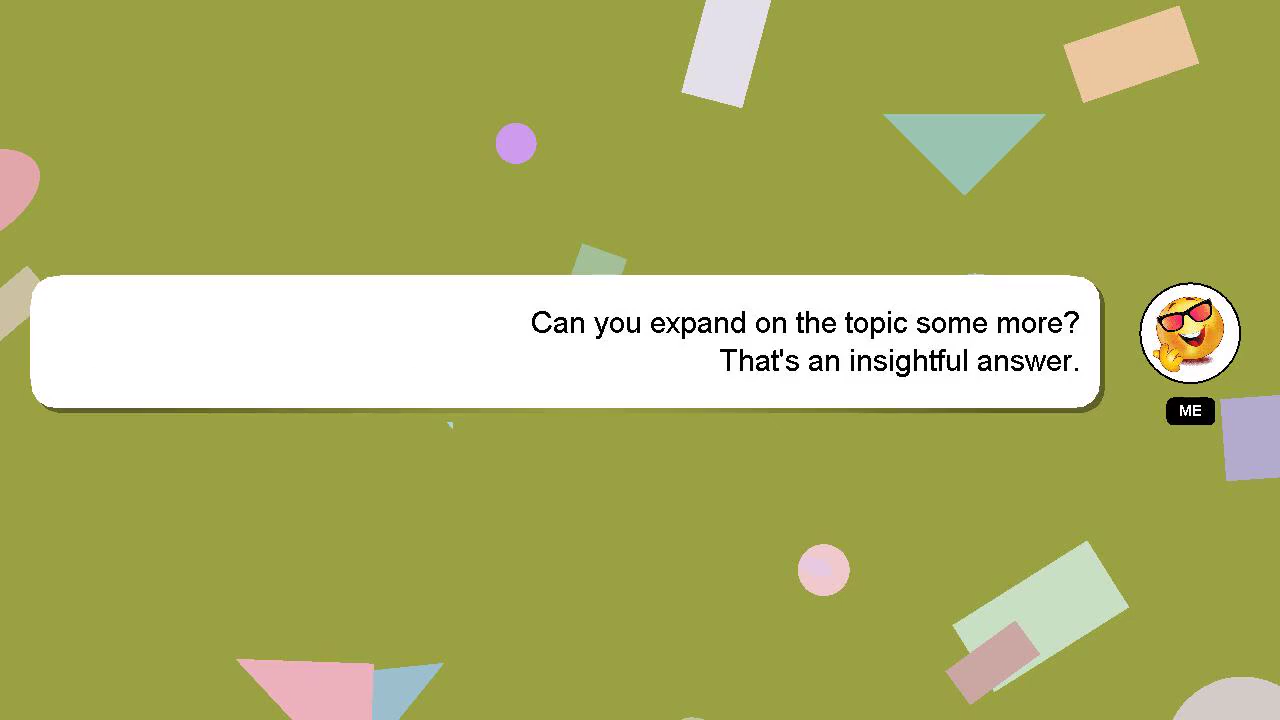 Can you expand on the topic some more?
That's an insightful answer.
ME